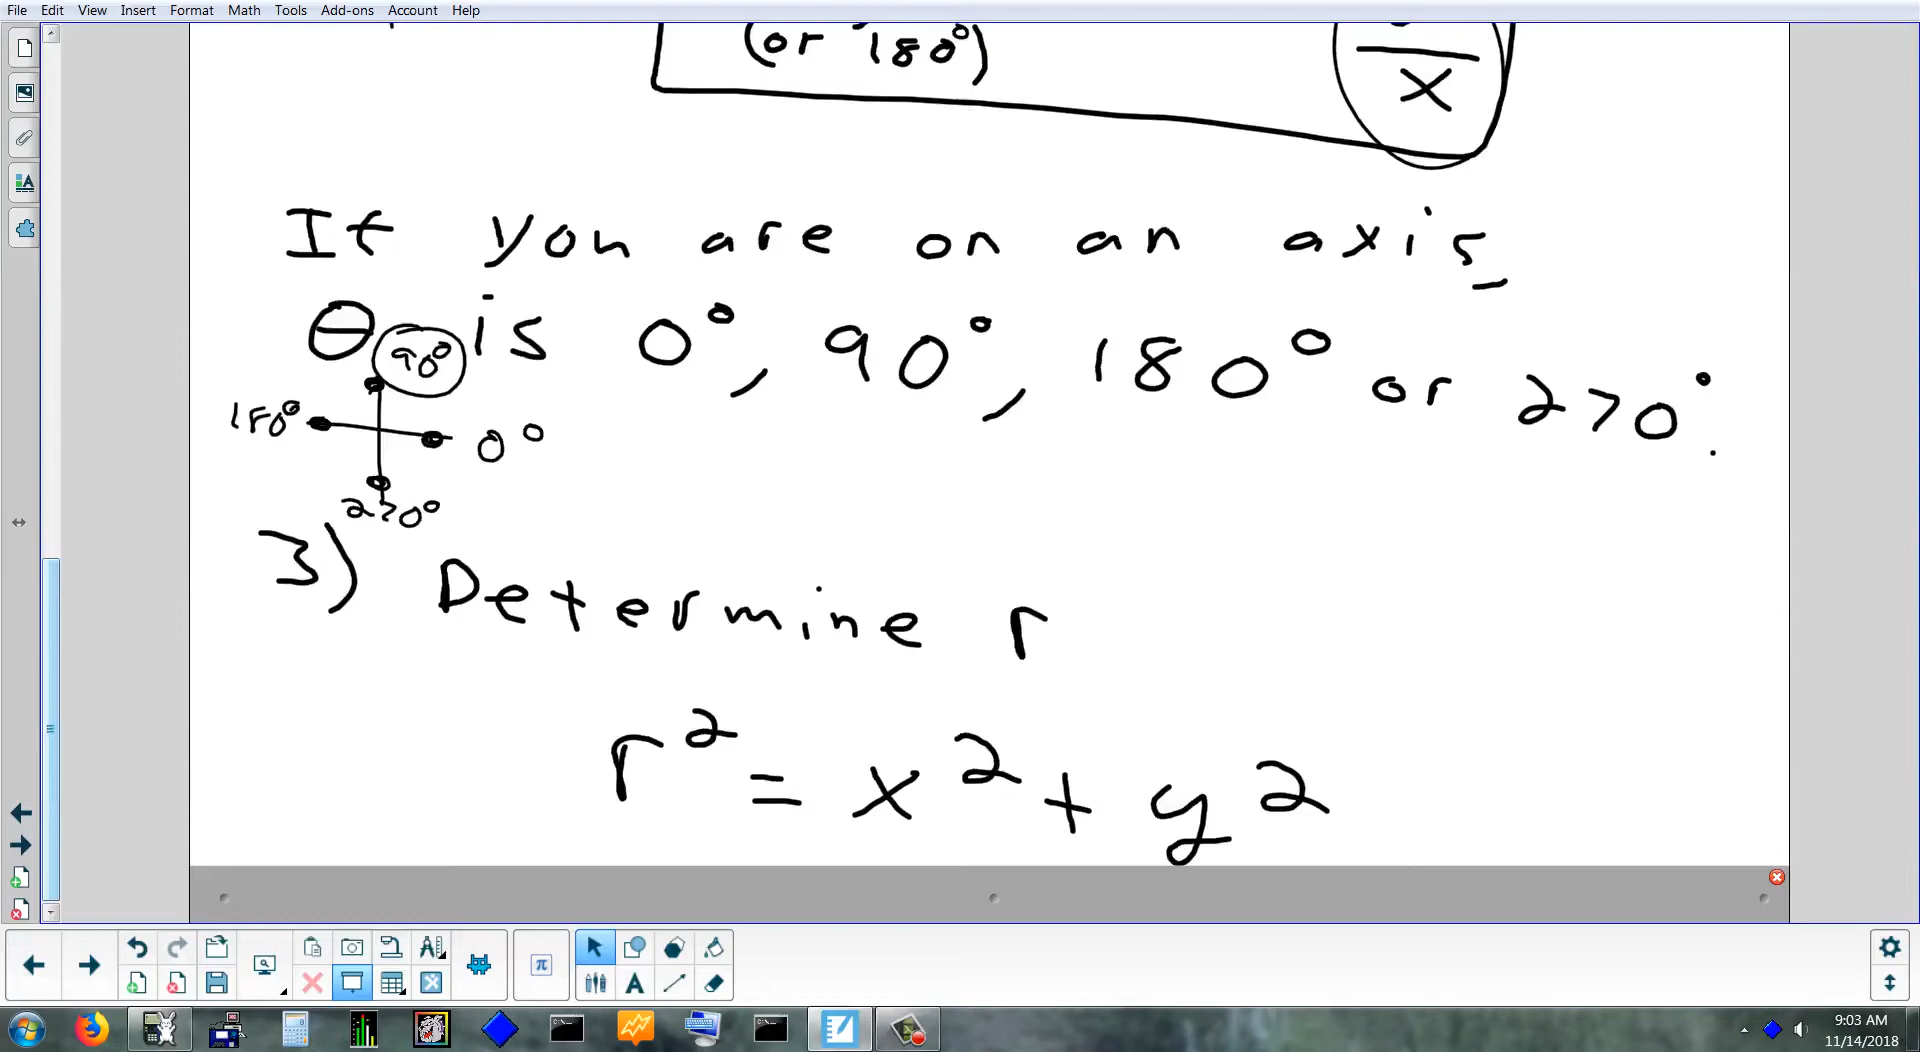 File Edit View Insert Format Math Tools Add-ons Account Help
(or 180°)
x
If you are on an axis,
θ is 0°, 90°, 180° or 270°.
90°
180°
0°
270°
3) Determine r
r² = x² + y²
π
A
9:03 AM
11/14/2018